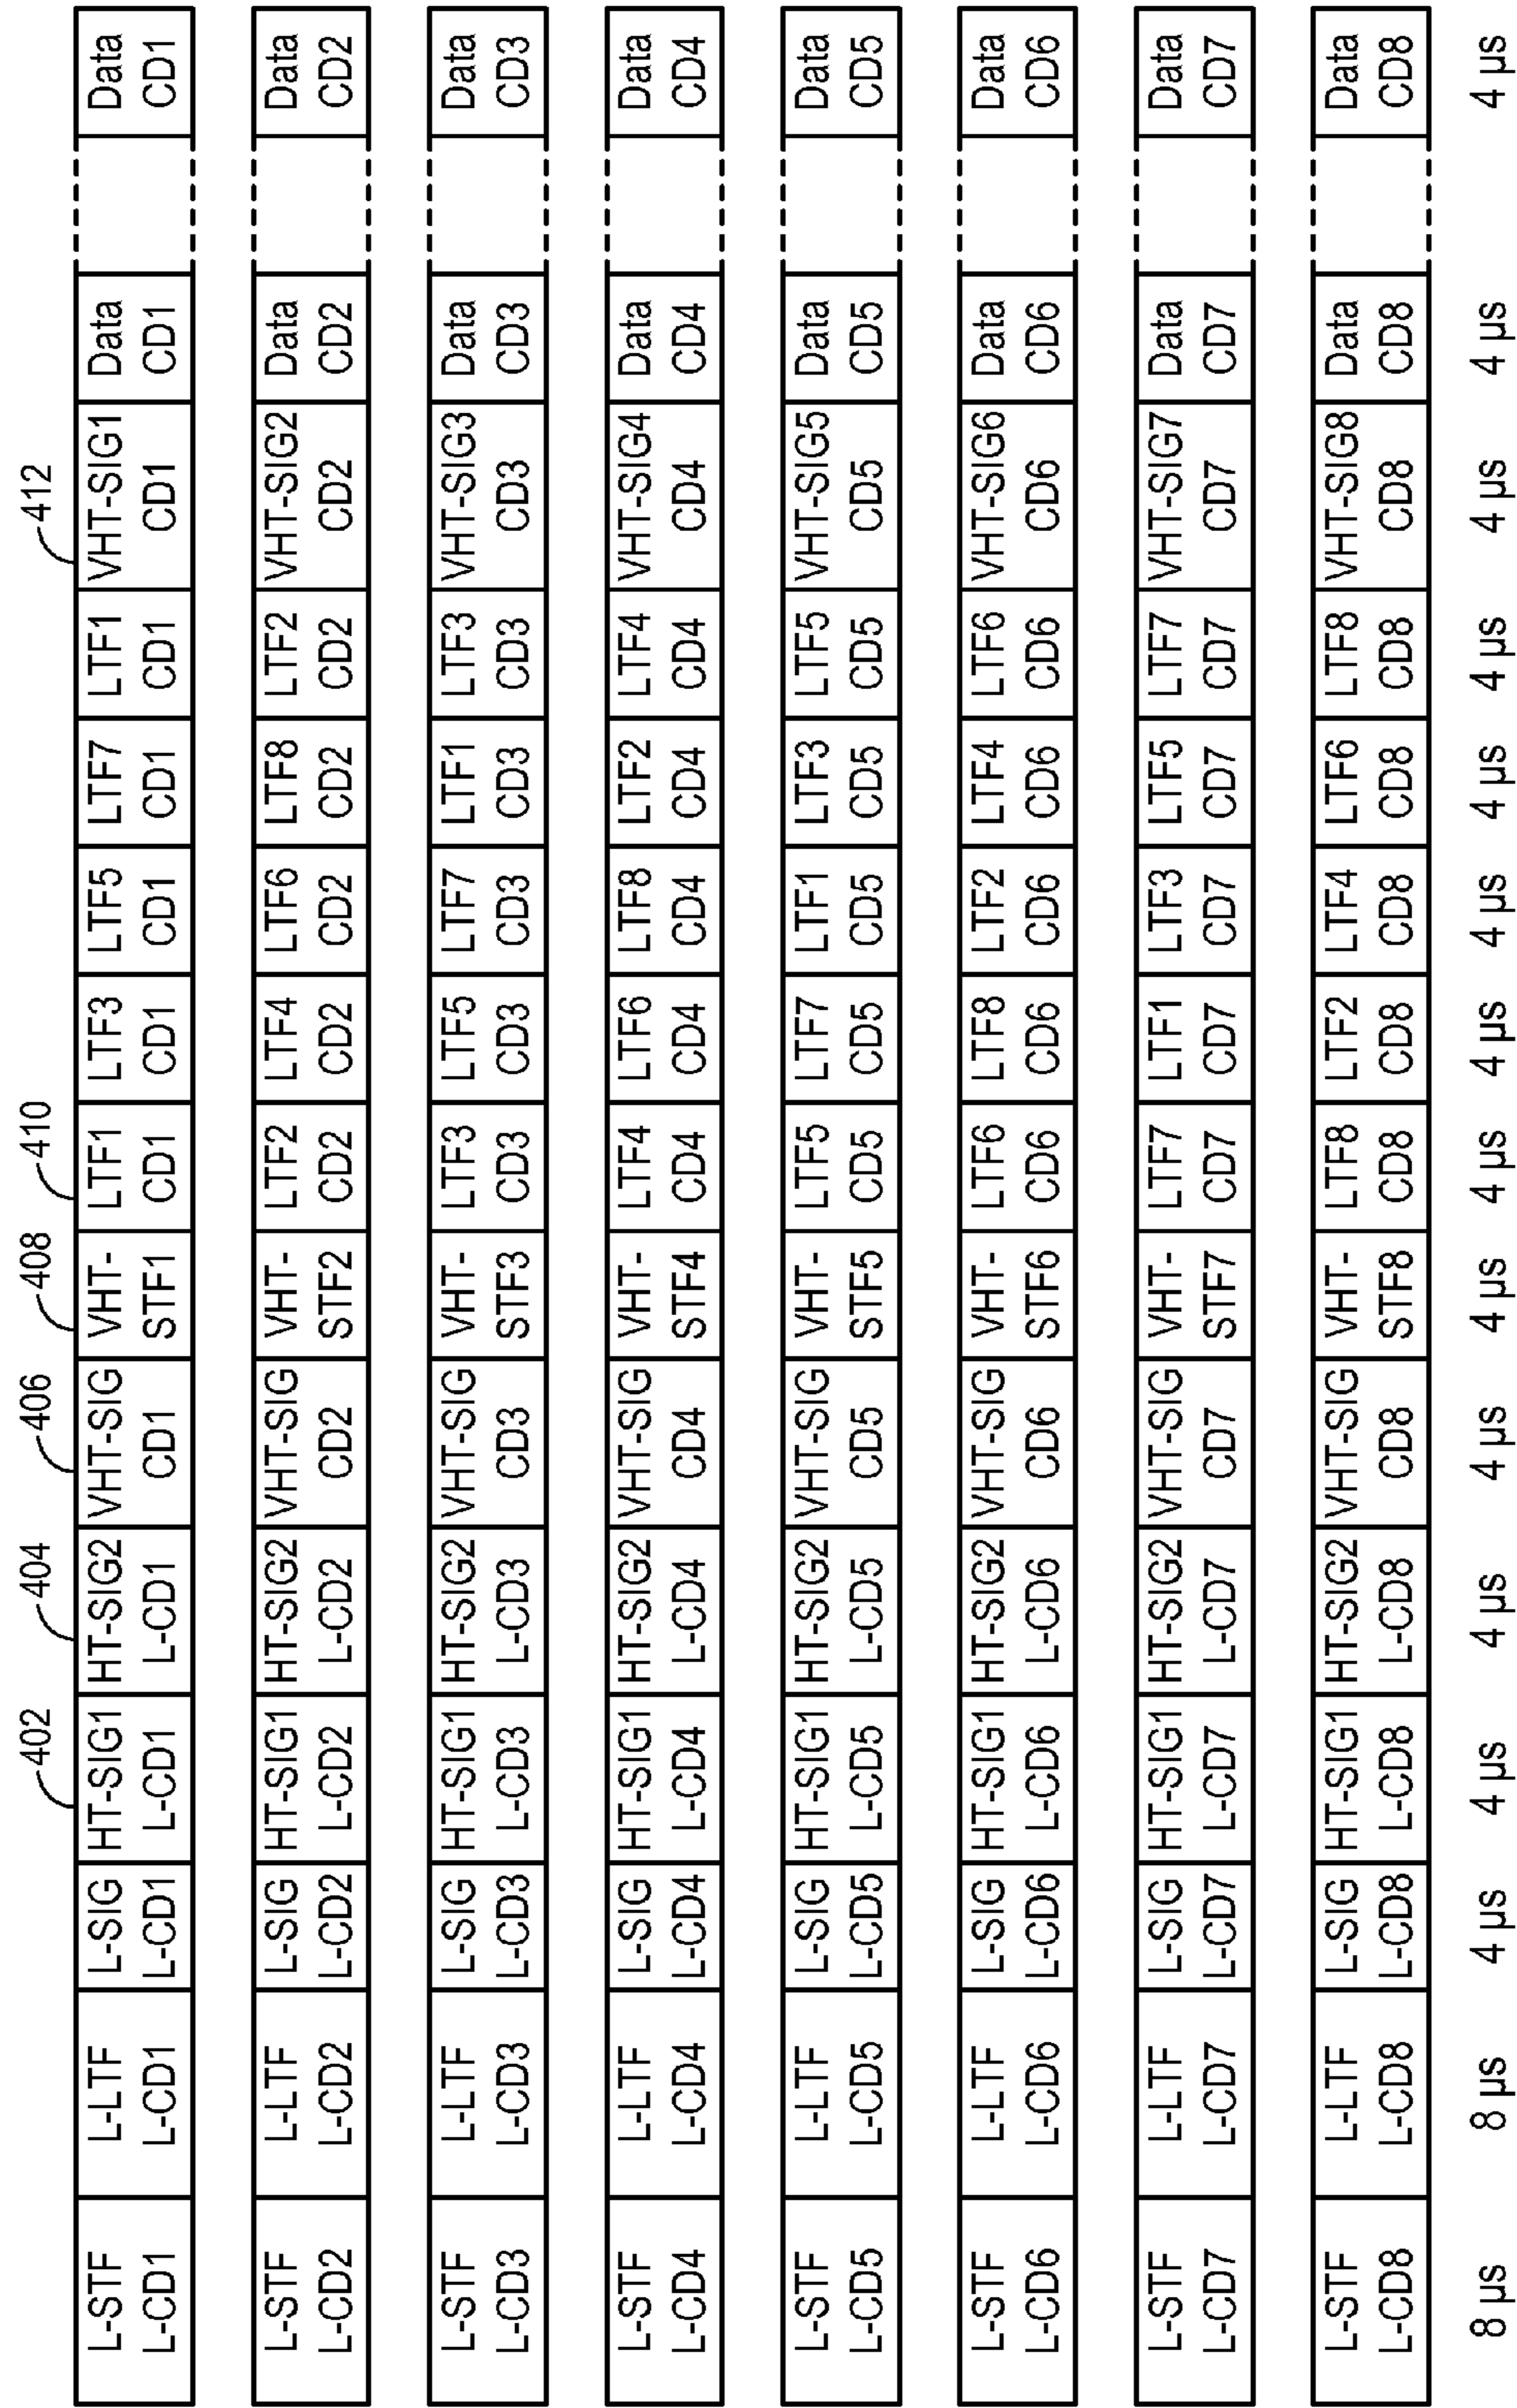 402 404 406 408 410 412
L-STF L-LTF L-SIG HT-SIG1 HT-SIG2 VHT-SIG VHT- LTF1 LTF3 LTF5 LTF7 LTF1 VHT-SIG1 Data Data
L-CD1 L-CD1 L-CD1 L-CD1 L-CD1 CD1 STF1 CD1 CD1 CD1 CD1 CD1 CD1 CD1 CD1
L-STF L-LTF L-SIG HT-SIG1 HT-SIG2 VHT-SIG VHT- LTF2 LTF4 LTF6 LTF8 LTF2 VHT-SIG2 Data Data
L-CD2 L-CD2 L-CD2 L-CD2 L-CD2 CD2 STF2 CD2 CD2 CD2 CD2 CD2 CD2 CD2 CD2
L-STF L-LTF L-SIG HT-SIG1 HT-SIG2 VHT-SIG VHT- LTF3 LTF5 LTF7 LTF1 LTF3 VHT-SIG3 Data Data
L-CD3 L-CD3 L-CD3 L-CD3 L-CD3 CD3 STF3 CD3 CD3 CD3 CD3 CD3 CD3 CD3 CD3
L-STF L-LTF L-SIG HT-SIG1 HT-SIG2 VHT-SIG VHT- LTF4 LTF6 LTF8 LTF2 LTF4 VHT-SIG4 Data Data
L-CD4 L-CD4 L-CD4 L-CD4 L-CD4 CD4 STF4 CD4 CD4 CD4 CD4 CD4 CD4 CD4 CD4
L-STF L-LTF L-SIG HT-SIG1 HT-SIG2 VHT-SIG VHT- LTF5 LTF7 LTF1 LTF3 LTF5 VHT-SIG5 Data Data
L-CD5 L-CD5 L-CD5 L-CD5 L-CD5 CD5 STF5 CD5 CD5 CD5 CD5 CD5 CD5 CD5 CD5
L-STF L-LTF L-SIG HT-SIG1 HT-SIG2 VHT-SIG VHT- LTF6 LTF8 LTF2 LTF4 LTF6 VHT-SIG6 Data Data
L-CD6 L-CD6 L-CD6 L-CD6 L-CD6 CD6 STF6 CD6 CD6 CD6 CD6 CD6 CD6 CD6 CD6
L-STF L-LTF L-SIG HT-SIG1 HT-SIG2 VHT-SIG VHT- LTF7 LTF1 LTF3 LTF5 LTF7 VHT-SIG7 Data Data
L-CD7 L-CD7 L-CD7 L-CD7 L-CD7 CD7 STF7 CD7 CD7 CD7 CD7 CD7 CD7 CD7 CD7
L-STF L-LTF L-SIG HT-SIG1 HT-SIG2 VHT-SIG VHT- LTF8 LTF2 LTF4 LTF6 LTF8 VHT-SIG8 Data Data
L-CD8 L-CD8 L-CD8 L-CD8 L-CD8 CD8 STF8 CD8 CD8 CD8 CD8 CD8 CD8 CD8 CD8
8 µs 8 µs 4 µs 4 µs 4 µs 4 µs 4 µs 4 µs 4 µs 4 µs 4 µs 4 µs 4 µs 4 µs 4 µs